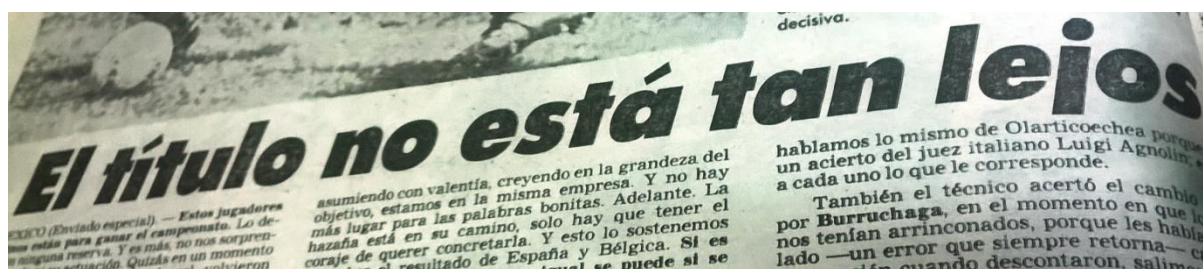 decisiva.
El título no está tan lejos
MEXICO (Enviado especial). — Estos jugadores
están para ganar el campeonato. Lo de-
ninguna reserva. Y es más, no nos sorpren-
actuación. Quizás en un momento
volvieron
asumiendo con valentía, creyendo en la grandeza del
objetivo, estamos en la misma empresa. Y no hay
más lugar para las palabras bonitas. Adelante. La
hazaña está en su camino, solo hay que tener el
coraje de querer concretarla. Y esto lo sostenemos
resultado de España y Bélgica. Si es
igual se puede si se
hablamos lo mismo de Olarticoechea porque
un acierto del juez italiano Luigi Agnolin.
a cada uno lo que le corresponde.
También el técnico acertó el cambio
por Burruchaga, en el momento en que
nos tenían arrinconados, porque les había
lado —un error que siempre retorna—
cuando descontaron, salimos